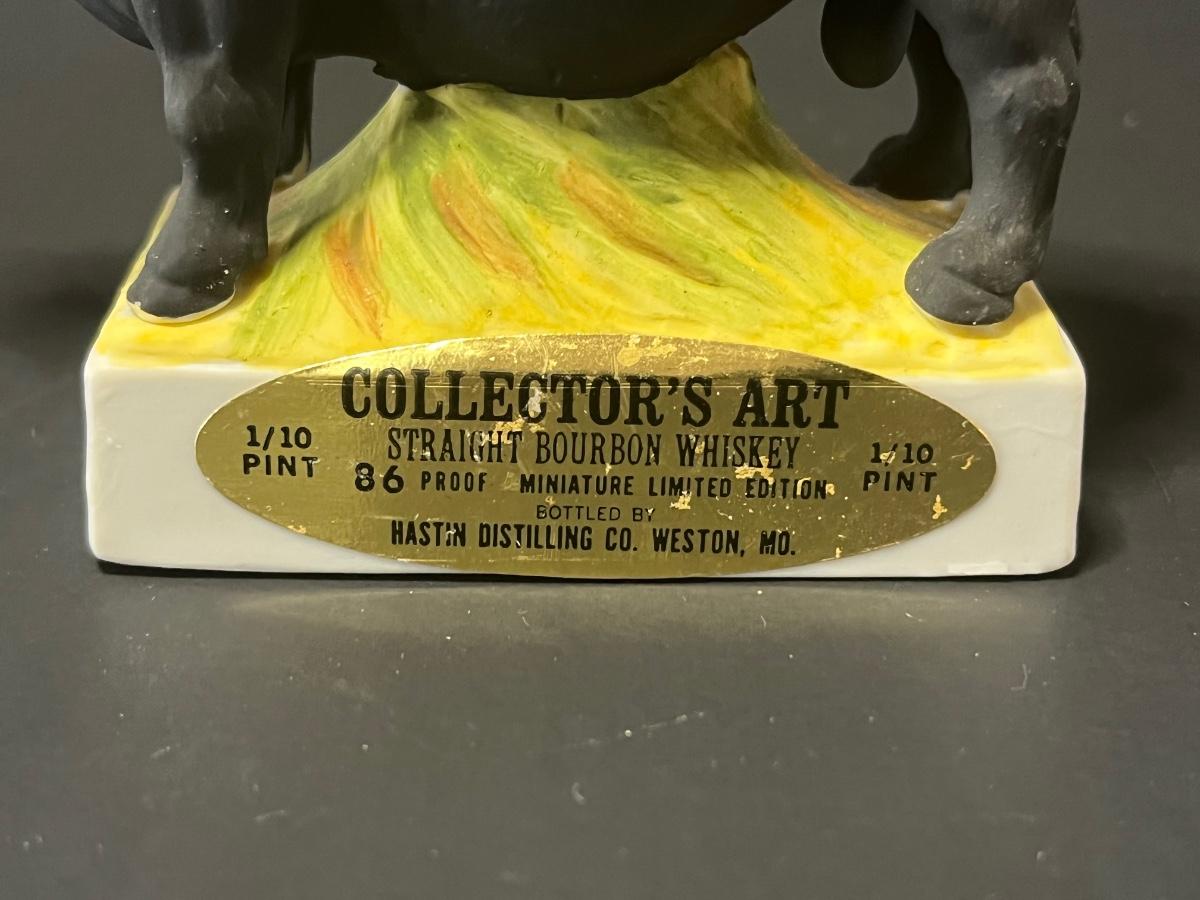 COLLECTOR'S ART
1/10 PINT
STRAIGHT BOURBON WHISKEY
1/10 PINT
86 PROOF MINIATURE LIMITED EDITION
BOTTLED BY
HASTIN DISTILLING CO. WESTON, MO.